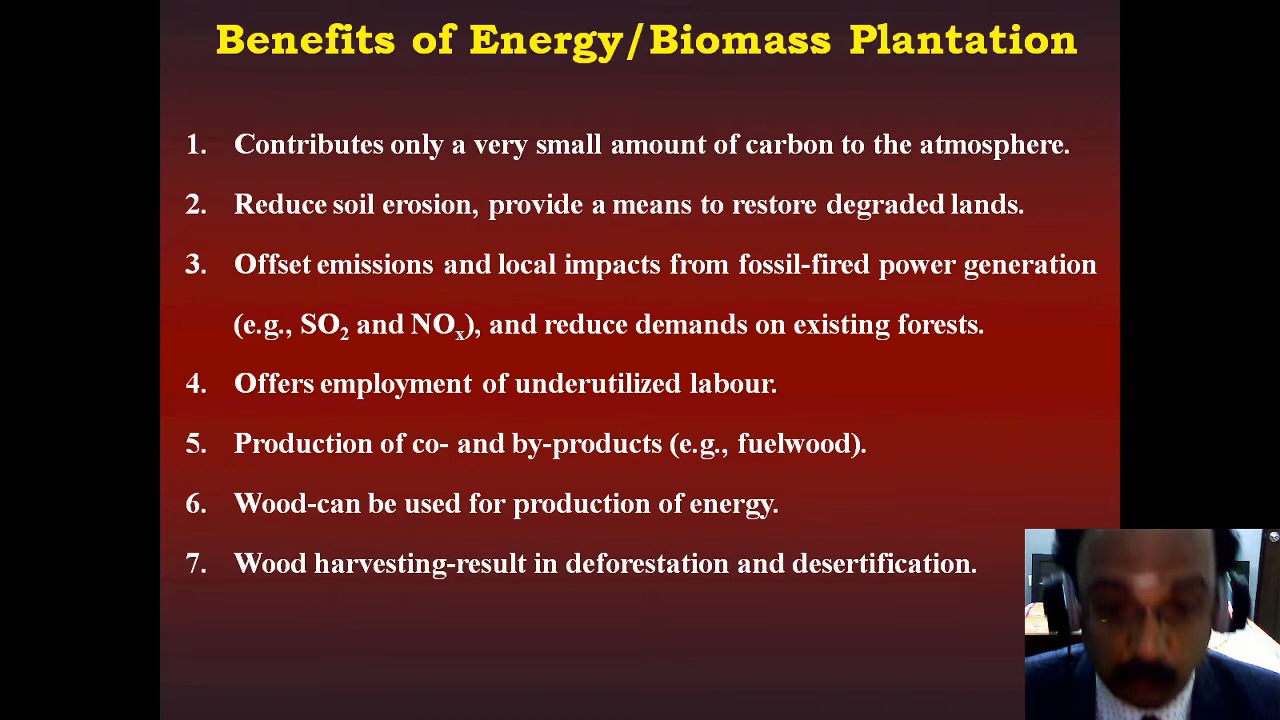 Benefits of Energy/Biomass Plantation
1. Contributes only a very small amount of carbon to the atmosphere.
2. Reduce soil erosion, provide a means to restore degraded lands.
3. Offset emissions and local impacts from fossil-fired power generation
(e.g., SO₂ and NOₓ), and reduce demands on existing forests.
4. Offers employment of underutilized labour.
5. Production of co- and by-products (e.g., fuelwood).
6. Wood-can be used for production of energy.
7. Wood harvesting-result in deforestation and desertification.